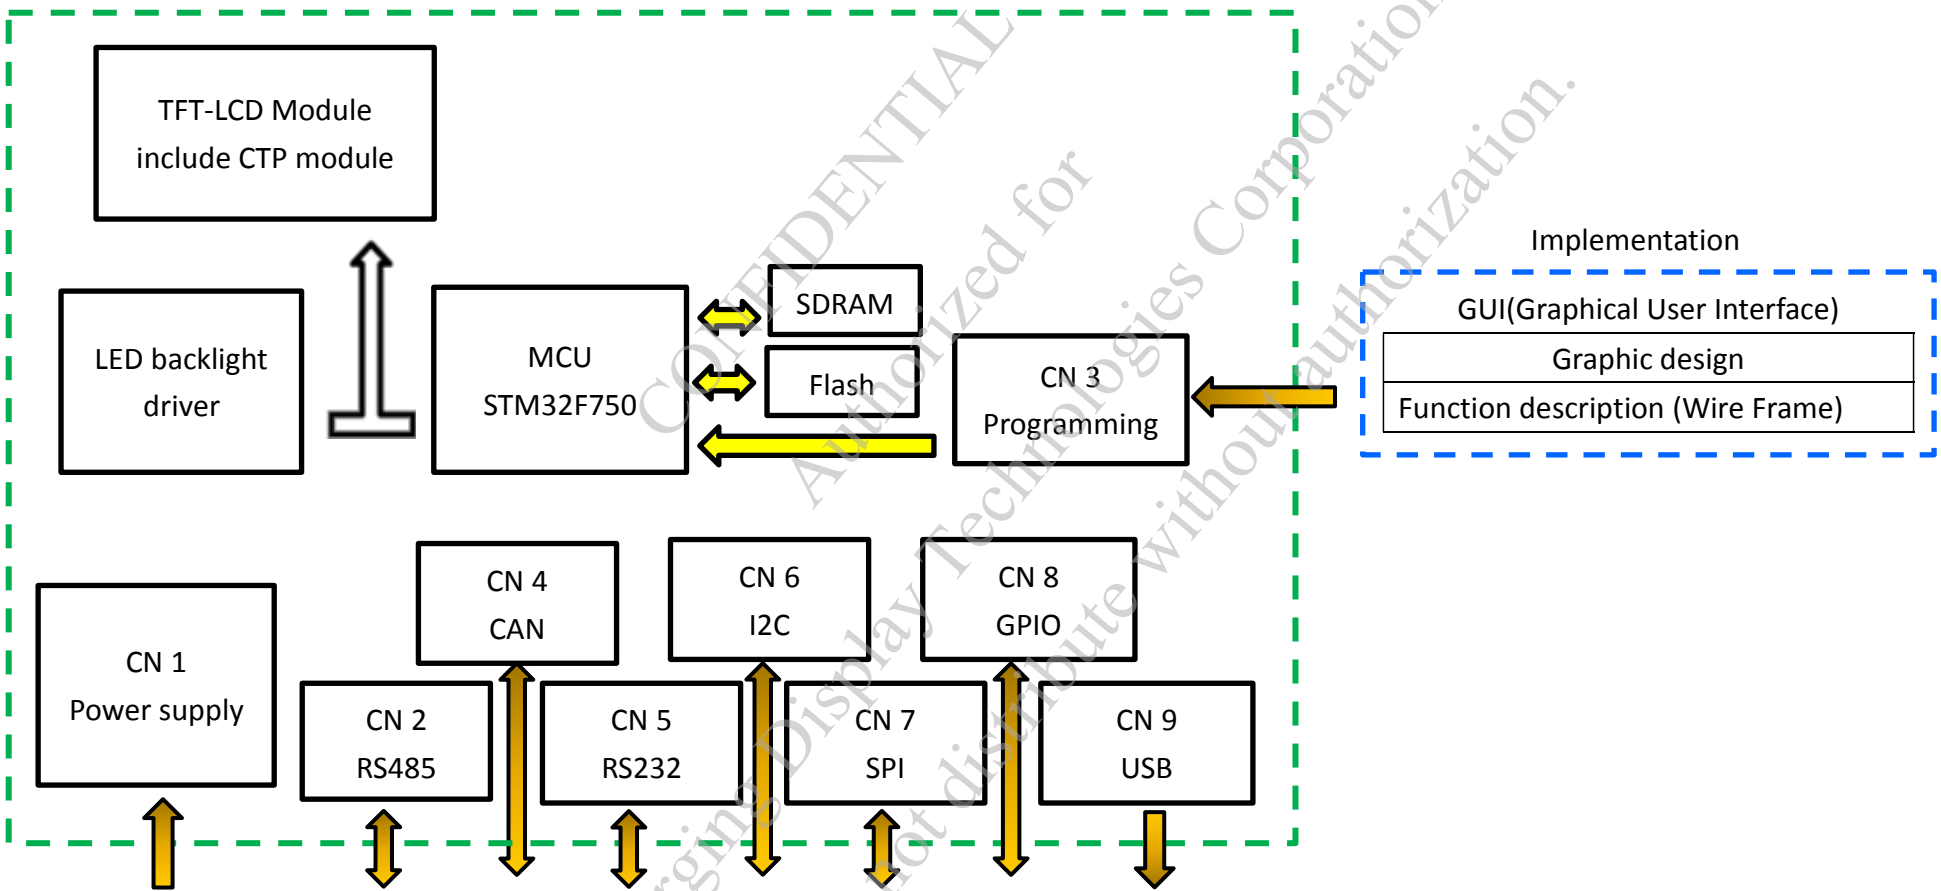 TFT-LCD Module
include CTP module
LED backlight
driver
MCU
STM32F750
SDRAM
Flash
CN 3
Programming
Implementation
GUI(Graphical User Interface)
Graphic design
Function description (Wire Frame)
CN 1
Power supply
CN 2
RS485
CN 4
CAN
CN 5
RS232
CN 6
I2C
CN 7
SPI
CN 8
GPIO
CN 9
USB
CONFIDENTIAL
Authorized for
Display Technologies Corporation
not distribute without authorization.